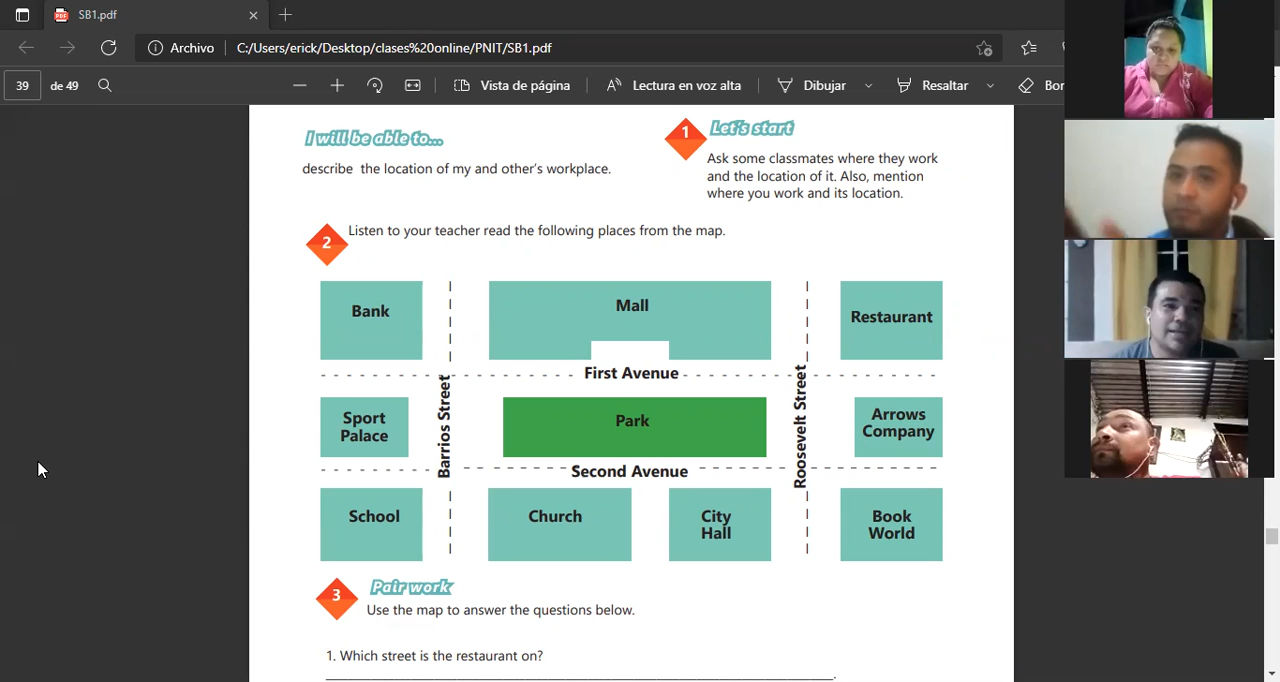 SB1.pdf
Archivo
C:/Users/erick/Desktop/clases%20online/PNIT/SB1.pdf
39 de 49
Vista de página
Lectura en voz alta
Dibujar
Resaltar
Bor
I will be able to...
describe the location of my and other's workplace.
1 Let's start
Ask some classmates where they work
and the location of it. Also, mention
where you work and its location.
2 Listen to your teacher read the following places from the map.
Bank
Mall
Restaurant
First Avenue
Sport
Palace
Barrios Street
Park
Roosevelt Street
Arrows
Company
Second Avenue
School
Church
City
Hall
Book
World
3 Pair work
Use the map to answer the questions below.
1. Which street is the restaurant on?